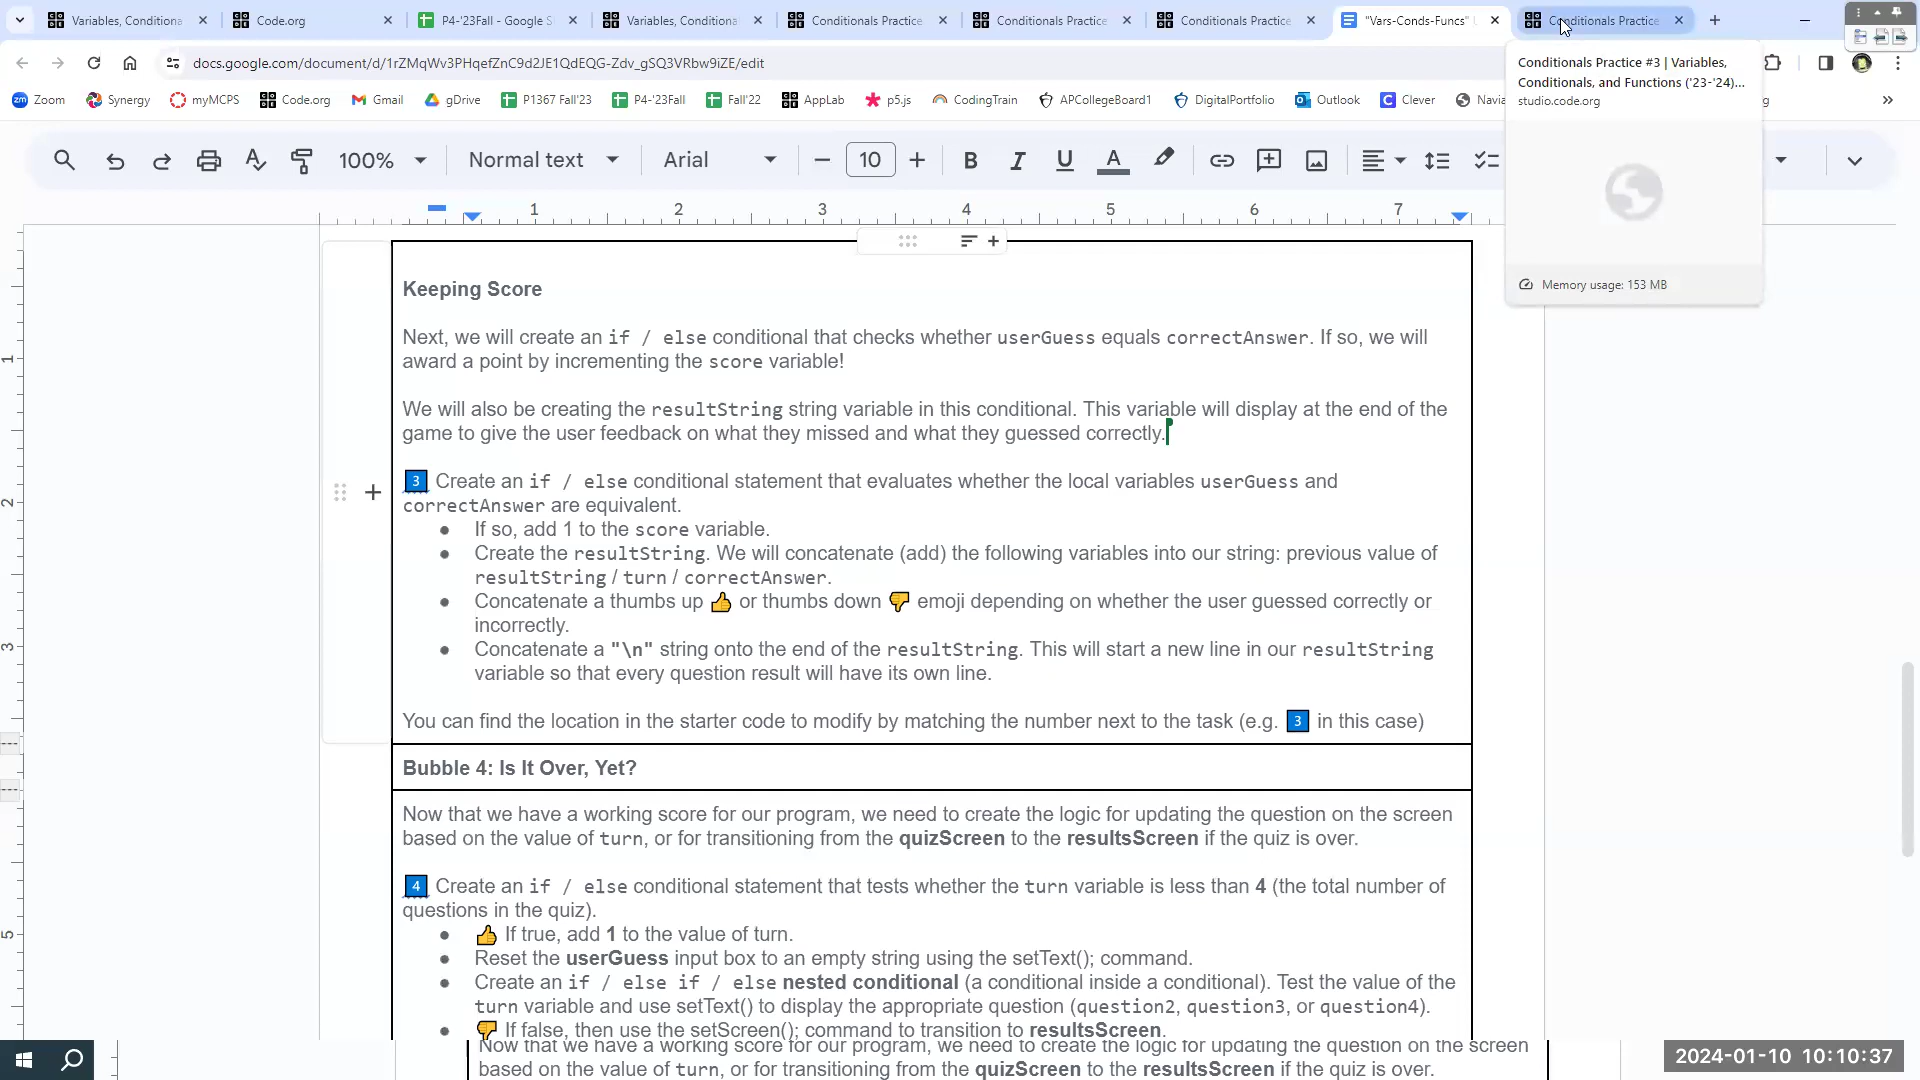 Variables, Conditiona
Code.org
P4-'23Fall - Google S
Variables, Conditiona
Conditionals Practice
Conditionals Practice
Conditionals Practice
"Vars-Conds-Funcs"
Conditionals Practice
docs.google.com/document/d/1rZMqWv3PHqefZnC9d2JE1QdEQG-Zdv_gSQ3VRbw9iZE/edit
Conditionals Practice #3 | Variables,
Conditionals, and Functions ('23-'24)...
studio.code.org
Memory usage: 153 MB
Zoom
Synergy
myMCPS
Code.org
Gmail
gDrive
P1367 Fall'23
P4-'23Fall
Fall'22
AppLab
p5.js
CodingTrain
APCollegeBoard1
DigitalPortfolio
Outlook
Clever
Navia
100%
Normal text
Arial
10
1 2 3 4 5 6 7
Keeping Score
Next, we will create an if / else conditional that checks whether userGuess equals correctAnswer. If so, we will
award a point by incrementing the score variable!
We will also be creating the resultString string variable in this conditional. This variable will display at the end of the
game to give the user feedback on what they missed and what they guessed correctly.
3 Create an if / else conditional statement that evaluates whether the local variables userGuess and
correctAnswer are equivalent.
● If so, add 1 to the score variable.
● Create the resultString. We will concatenate (add) the following variables into our string: previous value of
resultString / turn / correctAnswer.
● Concatenate a thumbs up 👍 or thumbs down 👎 emoji depending on whether the user guessed correctly or
incorrectly.
● Concatenate a "\n" string onto the end of the resultString. This will start a new line in our resultString
variable so that every question result will have its own line.
You can find the location in the starter code to modify by matching the number next to the task (e.g. 3 in this case)
Bubble 4: Is It Over, Yet?
Now that we have a working score for our program, we need to create the logic for updating the question on the screen
based on the value of turn, or for transitioning from the quizScreen to the resultsScreen if the quiz is over.
4 Create an if / else conditional statement that tests whether the turn variable is less than 4 (the total number of
questions in the quiz).
● 👍 If true, add 1 to the value of turn.
● Reset the userGuess input box to an empty string using the setText(); command.
● Create an if / else if / else nested conditional (a conditional inside a conditional). Test the value of the
turn variable and use setText() to display the appropriate question (question2, question3, or question4).
● 👎 If false, then use the setScreen(); command to transition to resultsScreen.
Now that we have a working score for our program, we need to create the logic for updating the question on the screen
based on the value of turn, or for transitioning from the quizScreen to the resultsScreen if the quiz is over.
1
2
3
5
2024-01-10 10:10:37